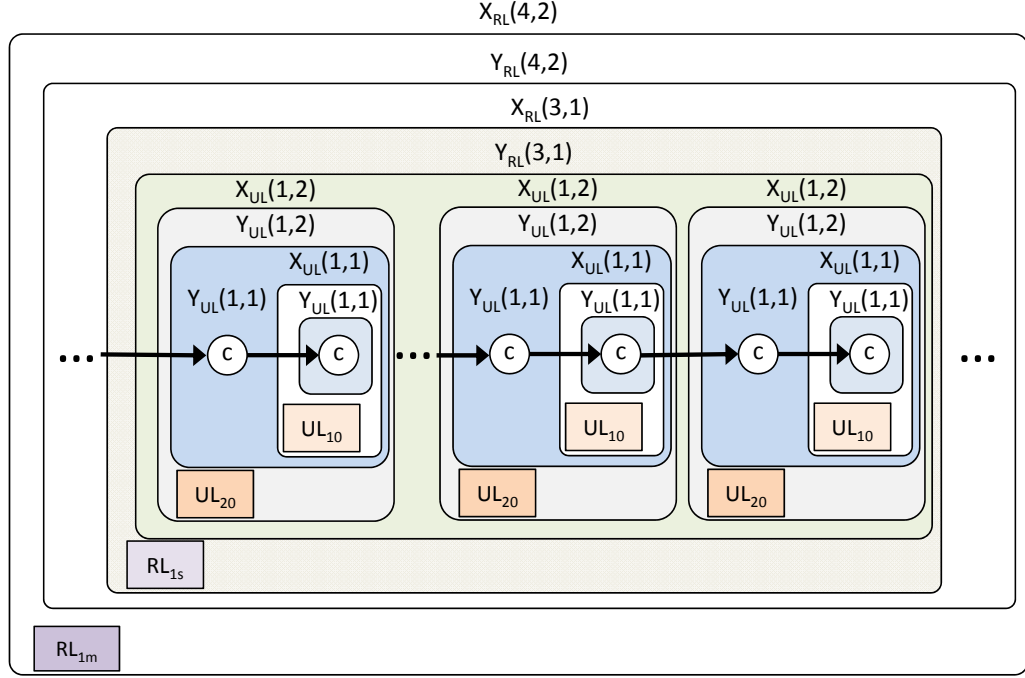 X_RL(4,2)
Y_RL(4,2)
X_RL(3,1)
Y_RL(3,1)
X_UL(1,2) X_UL(1,2) X_UL(1,2)
Y_UL(1,2) Y_UL(1,2) Y_UL(1,2)
X_UL(1,1) X_UL(1,1) X_UL(1,1)
Y_UL(1,1) Y_UL(1,1) Y_UL(1,1) Y_UL(1,1) Y_UL(1,1) Y_UL(1,1)
... C C ... C C C C ...
UL_10 UL_10 UL_10
UL_20 UL_20 UL_20
RL_1s
RL_1m